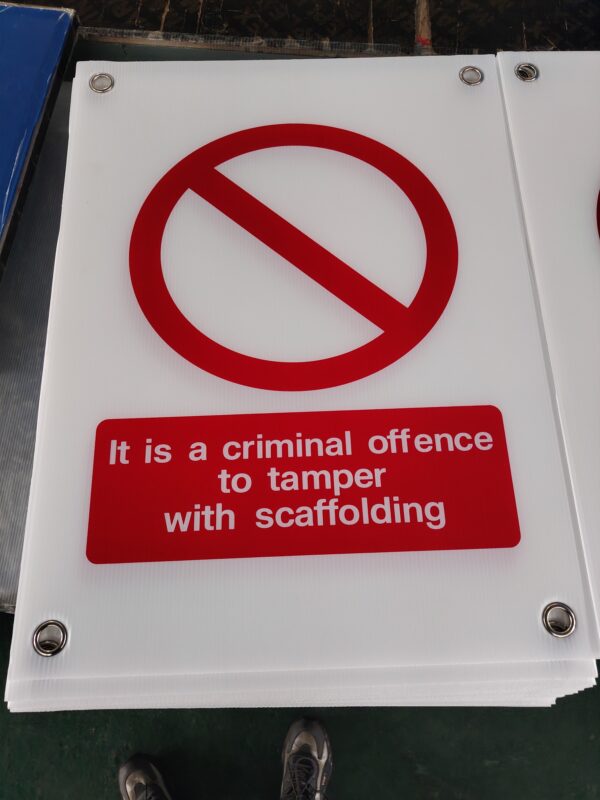 It is a criminal offence
to tamper
with scaffolding